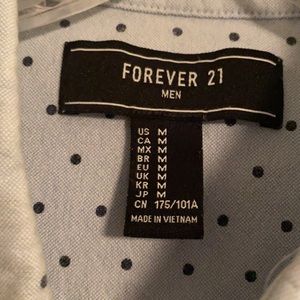 FOREVER 21
MEN
US M
CA M
MX M
BR M
EU M
UK M
KR M
JP M
CN 175/101A
MADE IN VIETNAM